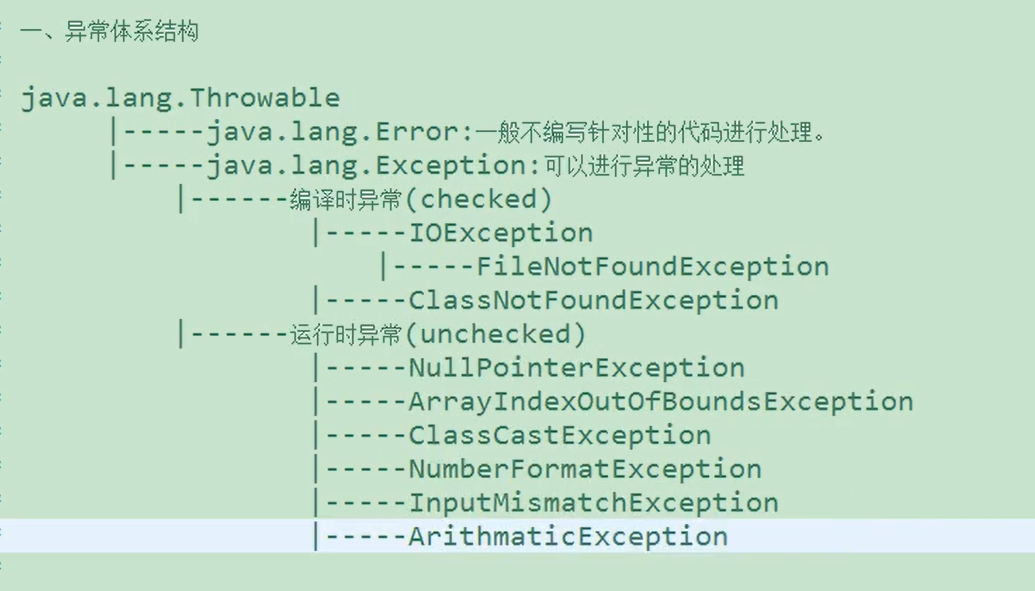 一、异常体系结构
java.lang.Throwable
|-----java.lang.Error:一般不编写针对性的代码进行处理。
|-----java.lang.Exception:可以进行异常的处理
|------编译时异常(checked)
|-----IOException
|-----FileNotFoundException
|-----ClassNotFoundException
|------运行时异常(unchecked)
|-----NullPointerException
|-----ArrayIndexOutOfBoundsException
|-----ClassCastException
|-----NumberFormatException
|-----InputMismatchException
|-----ArithmaticException